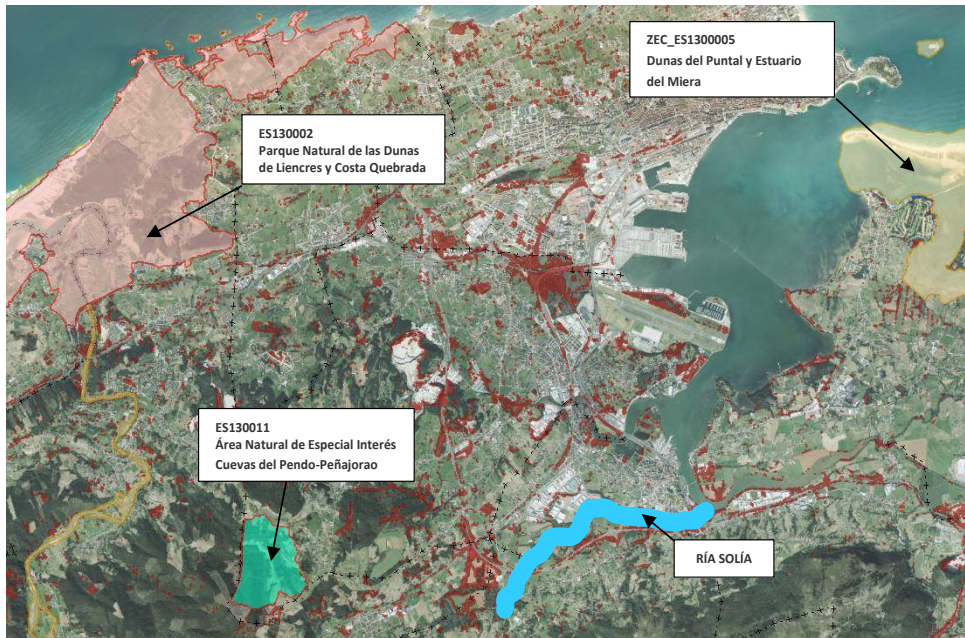 ZEC_ES1300005
Dunas del Puntal y Estuario
del Miera
ES130002
Parque Natural de las Dunas
de Liencres y Costa Quebrada
ES130011
Área Natural de Especial Interés
Cuevas del Pendo-Peñajorao
RÍA SOLÍA